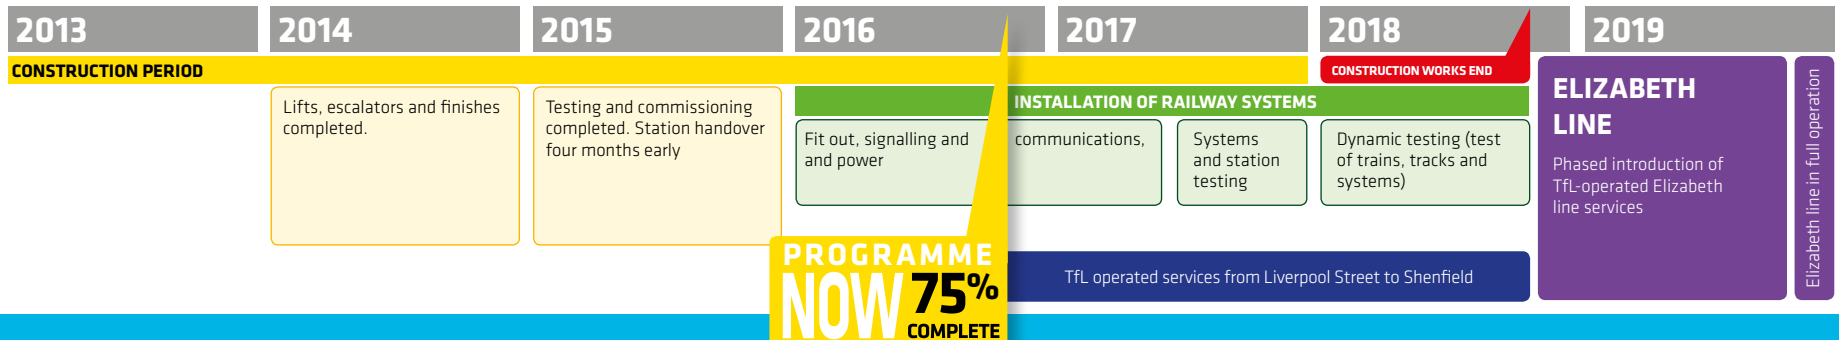 2013
2014
2015
2016
2017
2018
2019
CONSTRUCTION PERIOD
CONSTRUCTION WORKS END
INSTALLATION OF RAILWAY SYSTEMS
Lifts, escalators and finishes
completed.
Testing and commissioning
completed. Station handover
four months early
Fit out, signalling and
and power
communications,
Systems
and station
testing
Dynamic testing (test
of trains, tracks and
systems)
ELIZABETH
LINE
Phased introduction of
TfL-operated Elizabeth
line services
Elizabeth line in full operation
PROGRAMME
NOW 75%
COMPLETE
TfL operated services from Liverpool Street to Shenfield